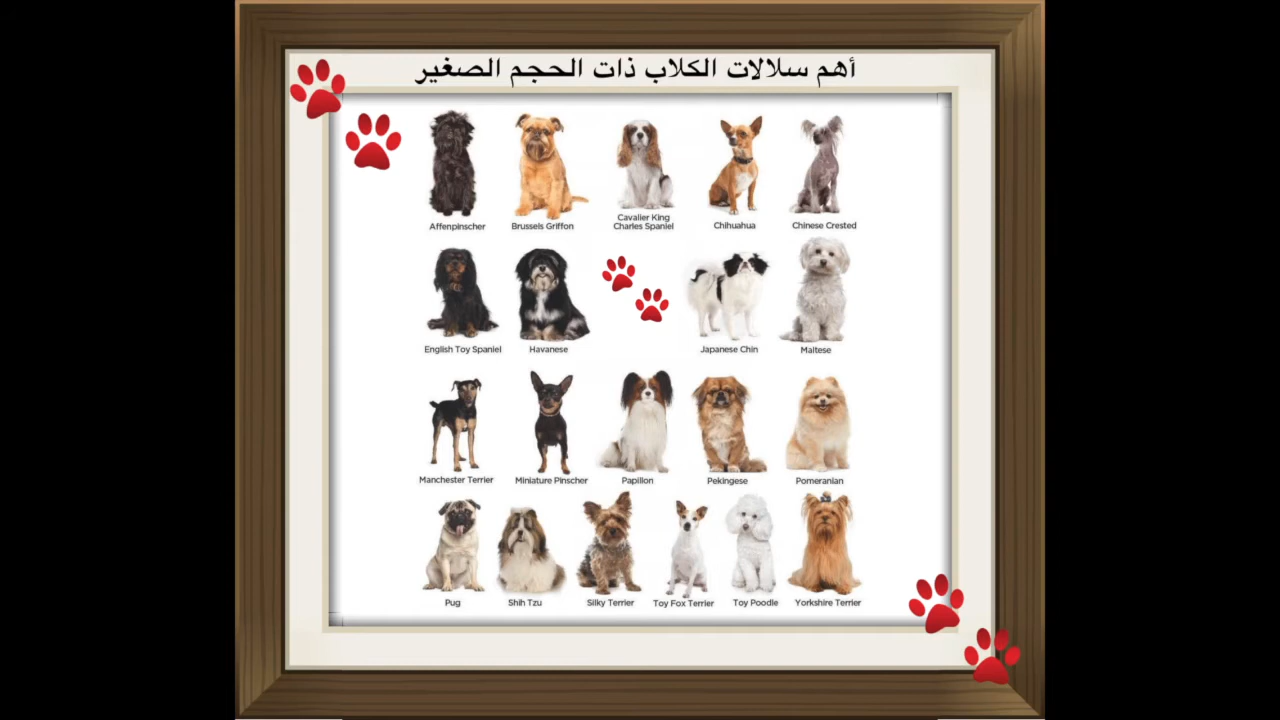 أهم سلالات الكلاب ذات الحجم الصغير
Affenpinscher
Brussels Griffon
Cavalier King
Charles Spaniel
Chihuahua
Chinese Crested
English Toy Spaniel
Havanese
Japanese Chin
Maltese
Manchester Terrier
Miniature Pinscher
Papillon
Pekingese
Pomeranian
Pug
Shih Tzu
Silky Terrier
Toy Fox Terrier
Toy Poodle
Yorkshire Terrier